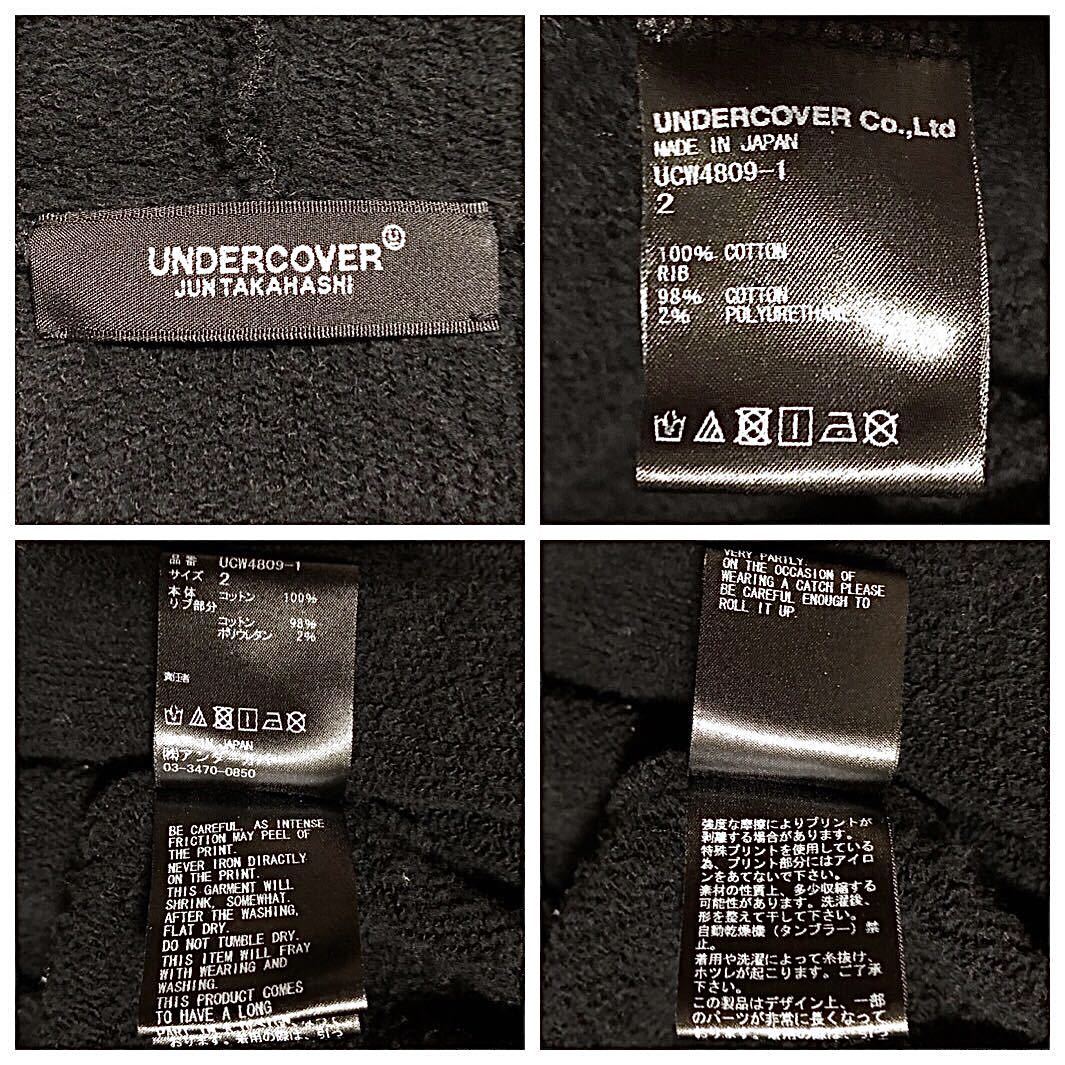 UNDERCOVER
JUN TAKAHASHI
UNDERCOVER Co.,Ltd
MADE IN JAPAN
UCW4809-1
2
100% COTTON
RIB
98% COTTON
2% POLYURETHANE
品番 UCW4809-1
サイズ 2
本体 コットン 100%
リブ部分
コットン 98%
ポリウレタン 2%
責任者
JAPAN
㈱アンダー
03-3470-0850
BE CAREFUL, AS INTENSE
FRICTION MAY PEEL OF
THE PRINT.
NEVER IRON DIRACTLY
ON THE PRINT.
THIS GARMENT WILL
SHRINK, SOMEWHAT.
AFTER THE WASHING,
FLAT DRY.
DO NOT TUMBLE DRY.
THIS ITEM WILL FRAY
WITH WEARING AND
WASHING.
THIS PRODUCT COMES
TO HAVE A LONG
VERY PARTLY.
ON THE OCCASION OF
WEARING A CATCH PLEASE
BE CAREFUL ENOUGH TO
ROLL IT UP.
強度な摩擦によりプリントが
剥離する場合があります。
特殊プリントを使用している
為、プリント部分にはアイロ
ンをあてないで下さい。
素材の性質上、多少収縮する
可能性があります。洗濯後、
形を整えて干して下さい。
自動乾燥機（タンブラー）禁
止。
着用や洗濯によって糸抜け、
ホツレが起こります。ご了承
下さい。
この製品はデザイン上、一部
のパーツが非常に長くなって